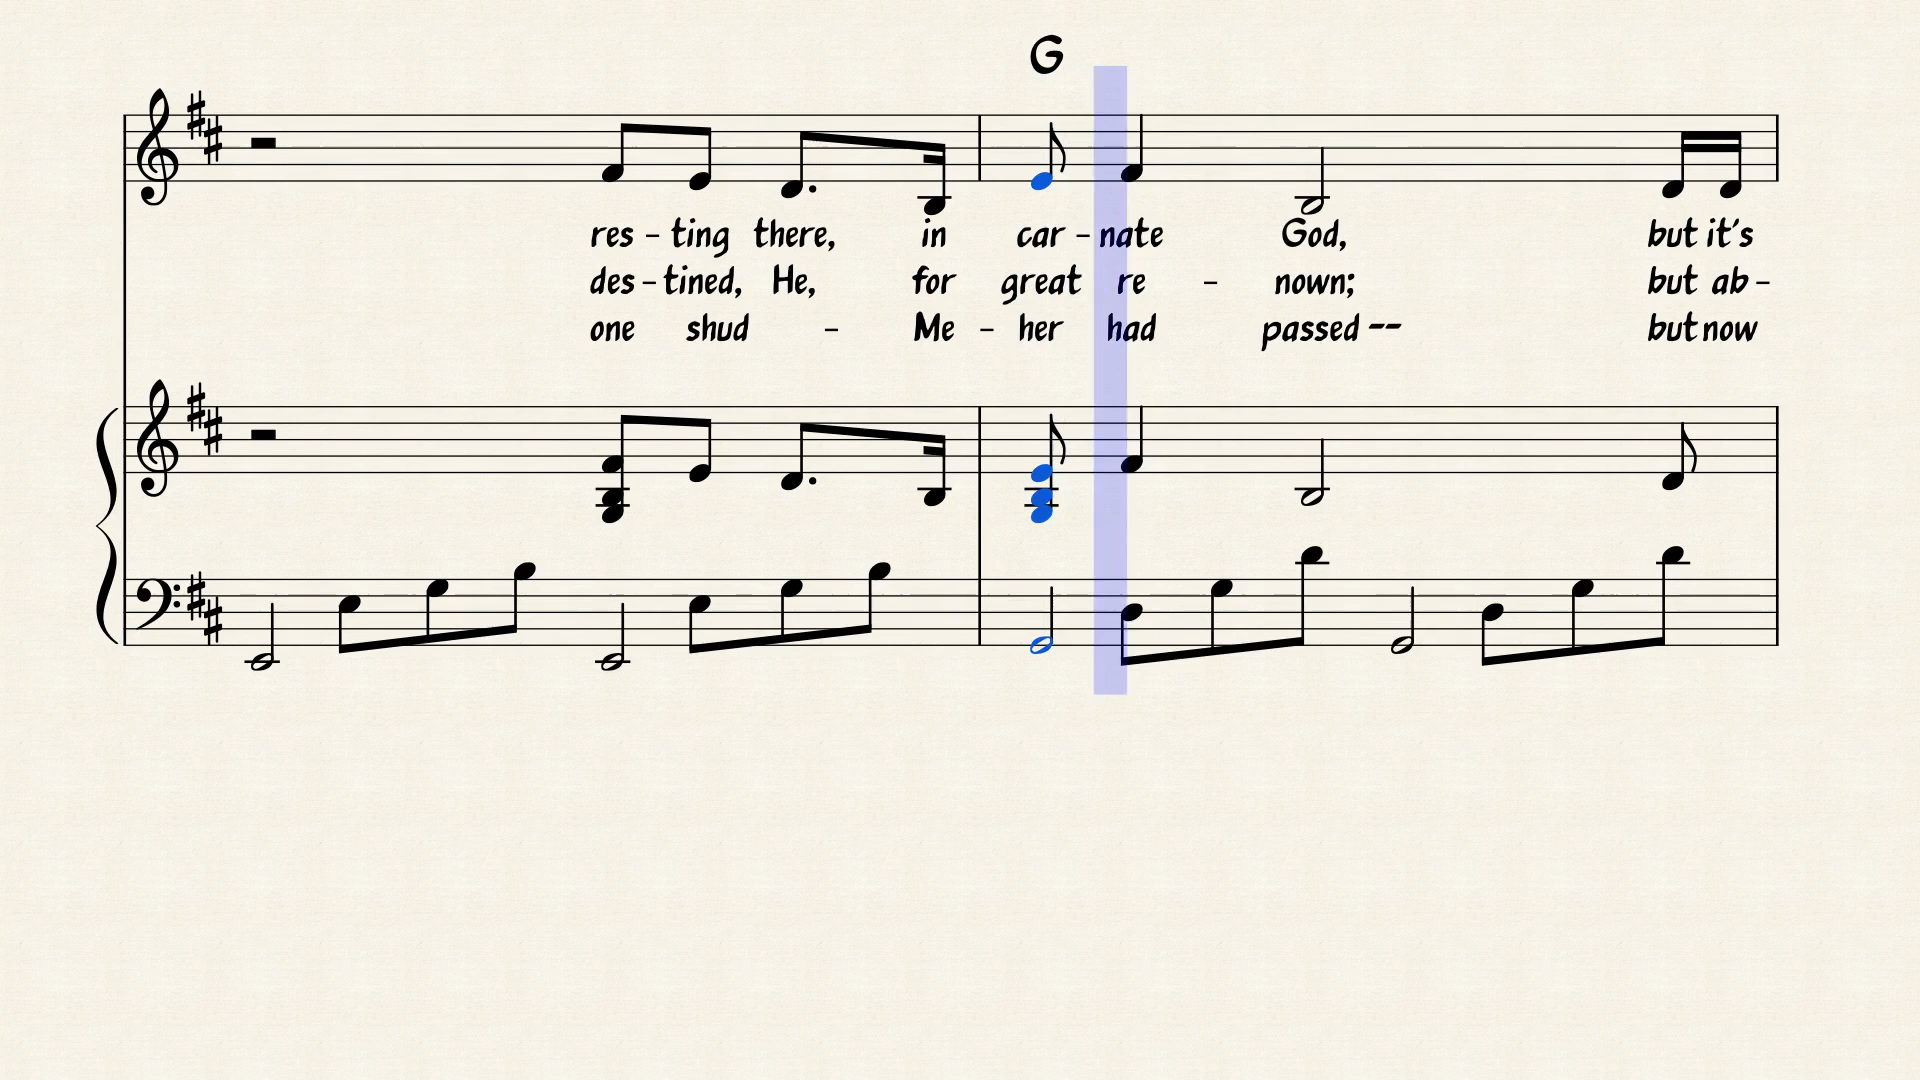 G
res - ting there, in car - nate God, but it's
des - tined, He, for great re - nown; but ab -
one shud - Me - her had passed -- but now